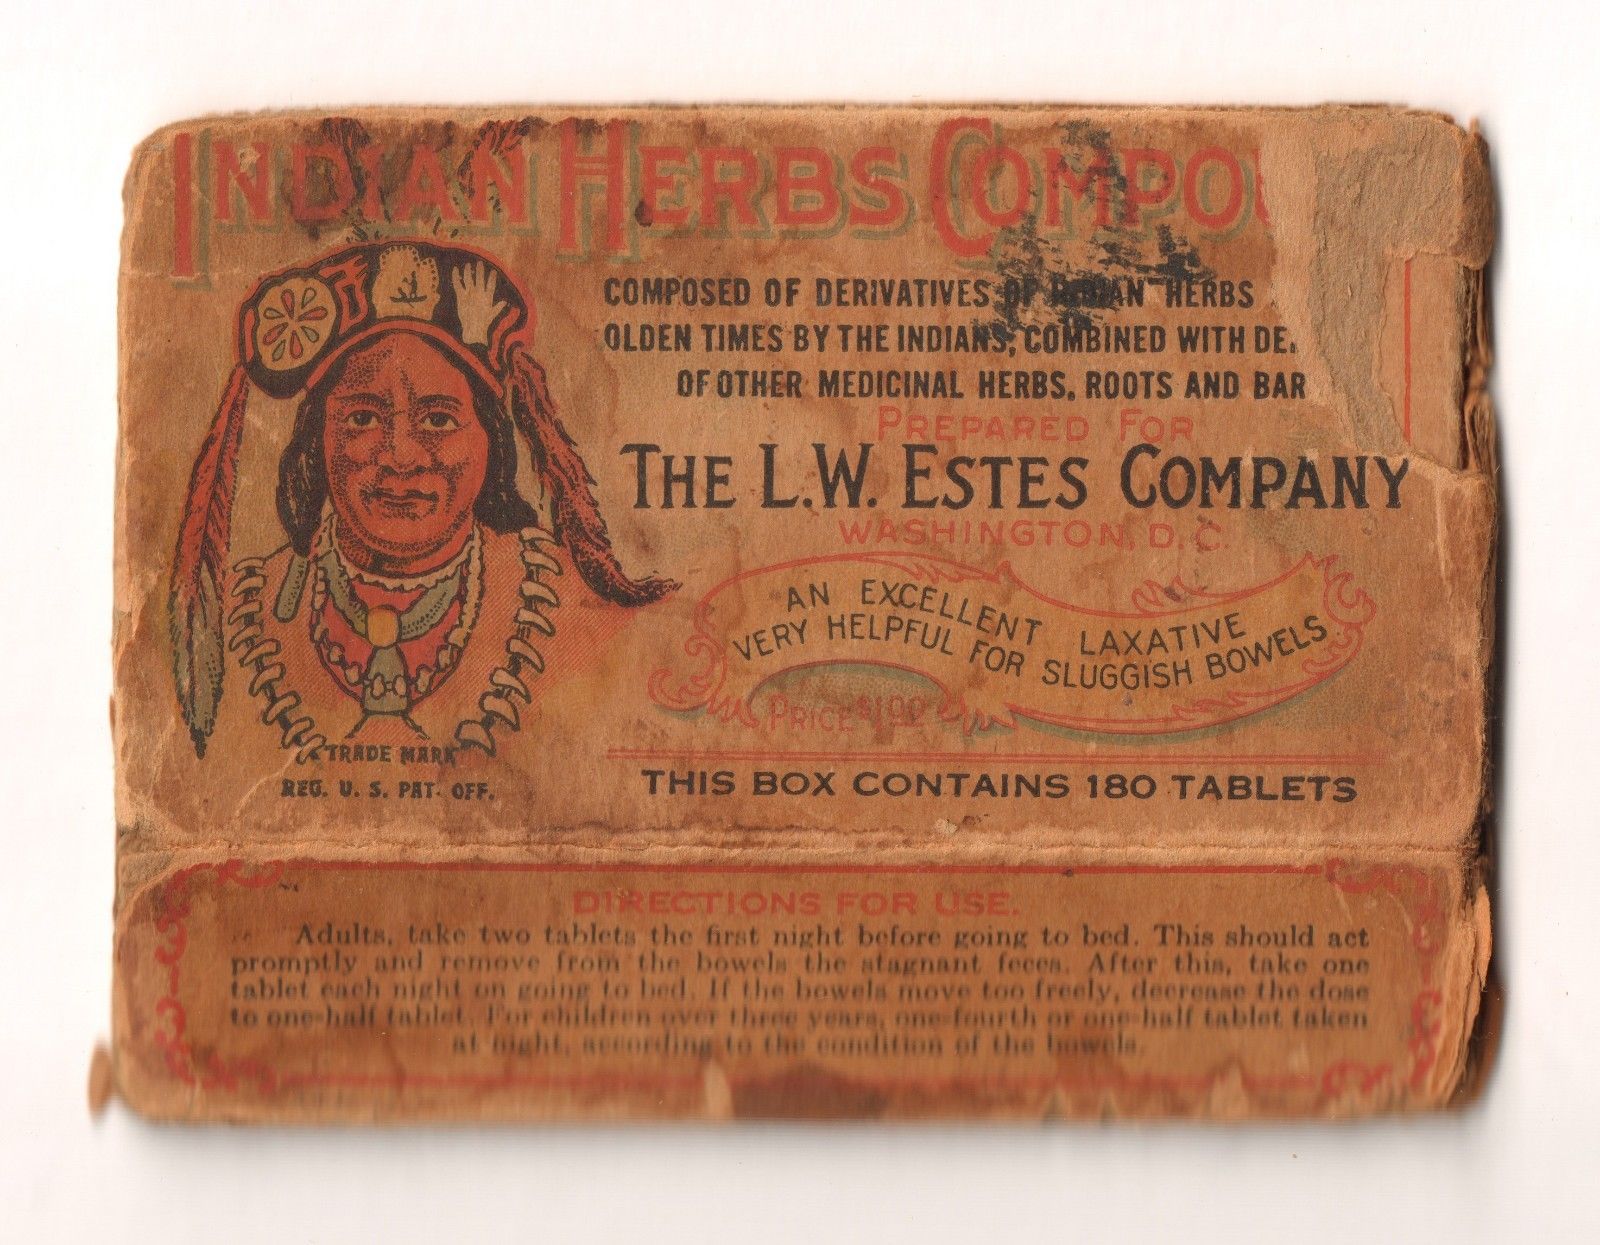 INDIAN HERBS COMPOU
COMPOSED OF DERIVATIVES OF INDIAN HERBS
OLDEN TIMES BY THE INDIANS, COMBINED WITH DE
OF OTHER MEDICINAL HERBS, ROOTS AND BAR
PREPARED FOR
THE L.W. ESTES COMPANY
WASHINGTON, D.C.
AN EXCELLENT LAXATIVE
VERY HELPFUL FOR SLUGGISH BOWELS
PRICE $1.00
"TRADE MARK"
REG. U. S. PAT. OFF.
THIS BOX CONTAINS 180 TABLETS
DIRECTIONS FOR USE.
Adults, take two tablets the first night before going to bed. This should act
promptly and remove from the bowels the stagnant feces. After this, take one
tablet each night on going to bed. If the bowels move too freely, decrease the dose
to one-half tablet. For children over three years, one-fourth or one-half tablet taken
at night, according to the condition of the bowels.